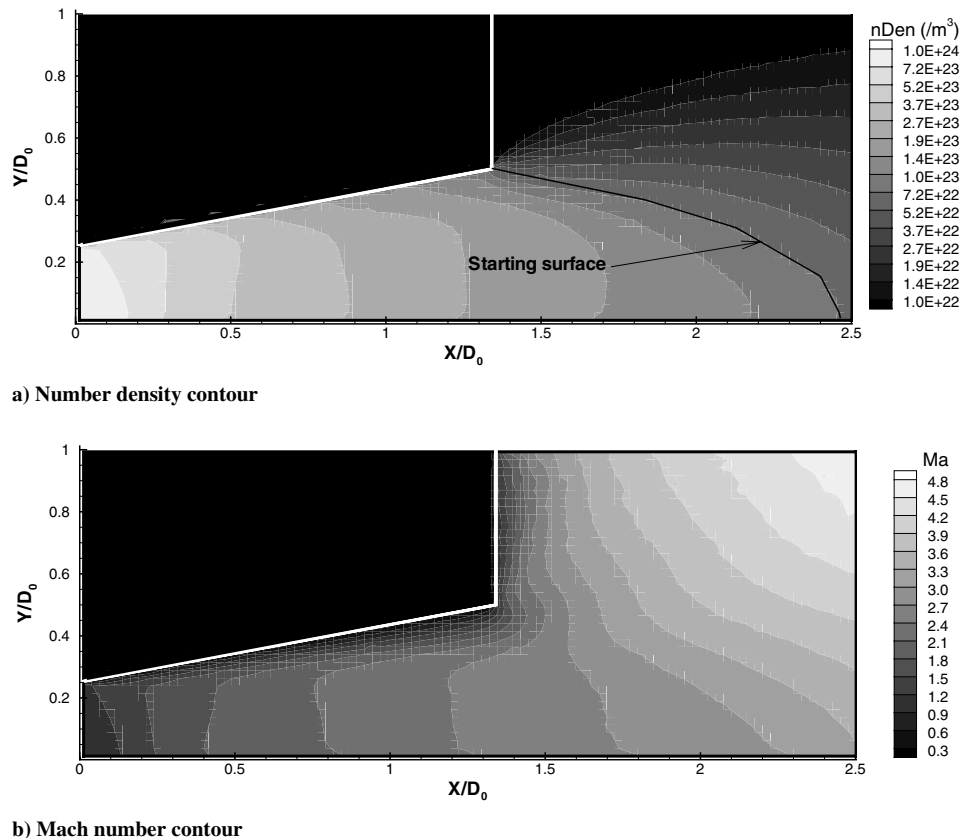 1
0.8
0.6
0.4
0.2
Y/D0
0
0.5
1
1.5
2
2.5
X/D0
Starting surface
nDen (/m3)
1.0E+24
7.2E+23
5.2E+23
3.7E+23
2.7E+23
1.9E+23
1.4E+23
1.0E+23
7.2E+22
5.2E+22
3.7E+22
2.7E+22
1.9E+22
1.4E+22
1.0E+22
a) Number density contour
1
0.8
0.6
0.4
0.2
Y/D0
0
0.5
1
1.5
2
2.5
X/D0
Ma
4.8
4.5
4.2
3.9
3.6
3.3
3.0
2.7
2.4
2.1
1.8
1.5
1.2
0.9
0.6
0.3
b) Mach number contour